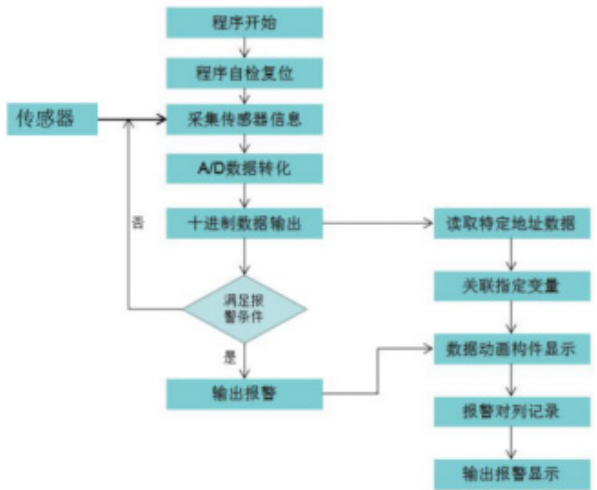 程序开始
程序自检复位
传感器
采集传感器信息
A/D数据转化
十进制数据输出
读取特定地址数据
否
关联指定变量
满足报
警条件
数据动画构件显示
是
输出报警
报警对列记录
输出报警显示